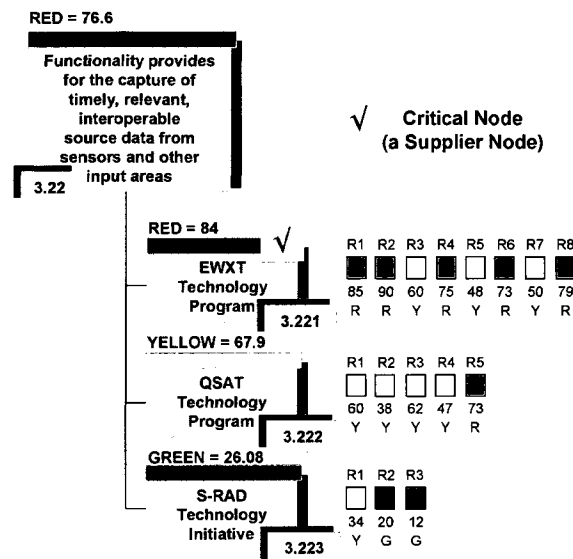 RED = 76.6
Functionality provides
for the capture of
timely, relevant,
interoperable
source data from
sensors and other
input areas
3.22
√ Critical Node
(a Supplier Node)
RED = 84 √
EWXT
Technology
Program
3.221
R1 R2 R3 R4 R5 R6 R7 R8
85 90 60 75 48 73 50 79
R R Y R Y R Y R
YELLOW = 67.9
QSAT
Technology
Program
3.222
R1 R2 R3 R4 R5
60 38 62 47 73
Y Y Y Y R
GREEN = 26.08
S-RAD
Technology
Initiative
3.223
R1 R2 R3
34 20 12
Y G G